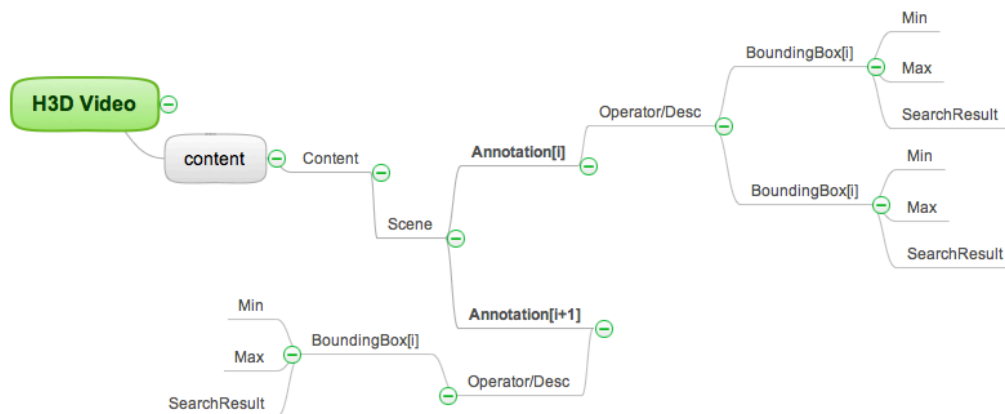 H3D Video
content
Content
Scene
Annotation[i]
Operator/Desc
BoundingBox[i]
Min
Max
SearchResult
BoundingBox[i]
Min
Max
SearchResult
Annotation[i+1]
Operator/Desc
BoundingBox[i]
Min
Max
SearchResult